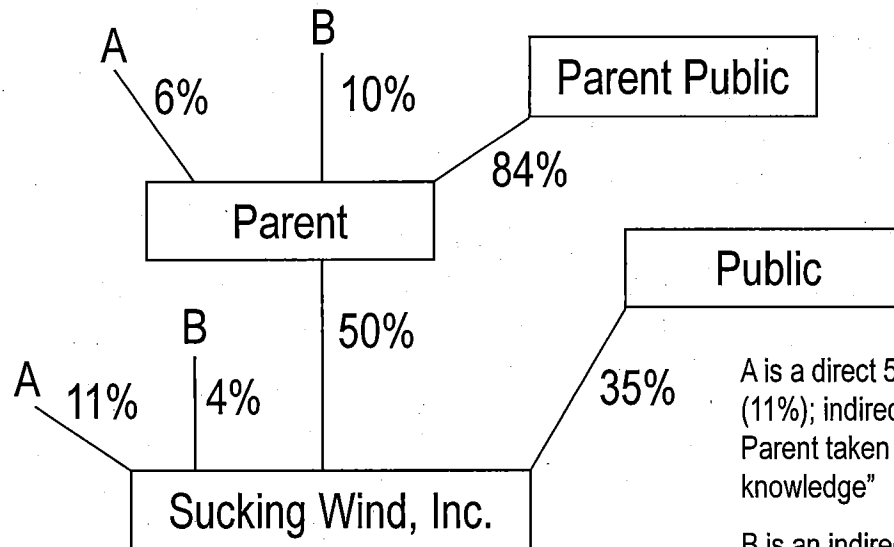 A
B
6%
10%
Parent Public
84%
Parent
Public
B
50%
A
11%
4%
35%
A is a direct 5
(11%); indirec
Parent taken
knowledge"
B is an indirec
Sucking Wind, Inc.